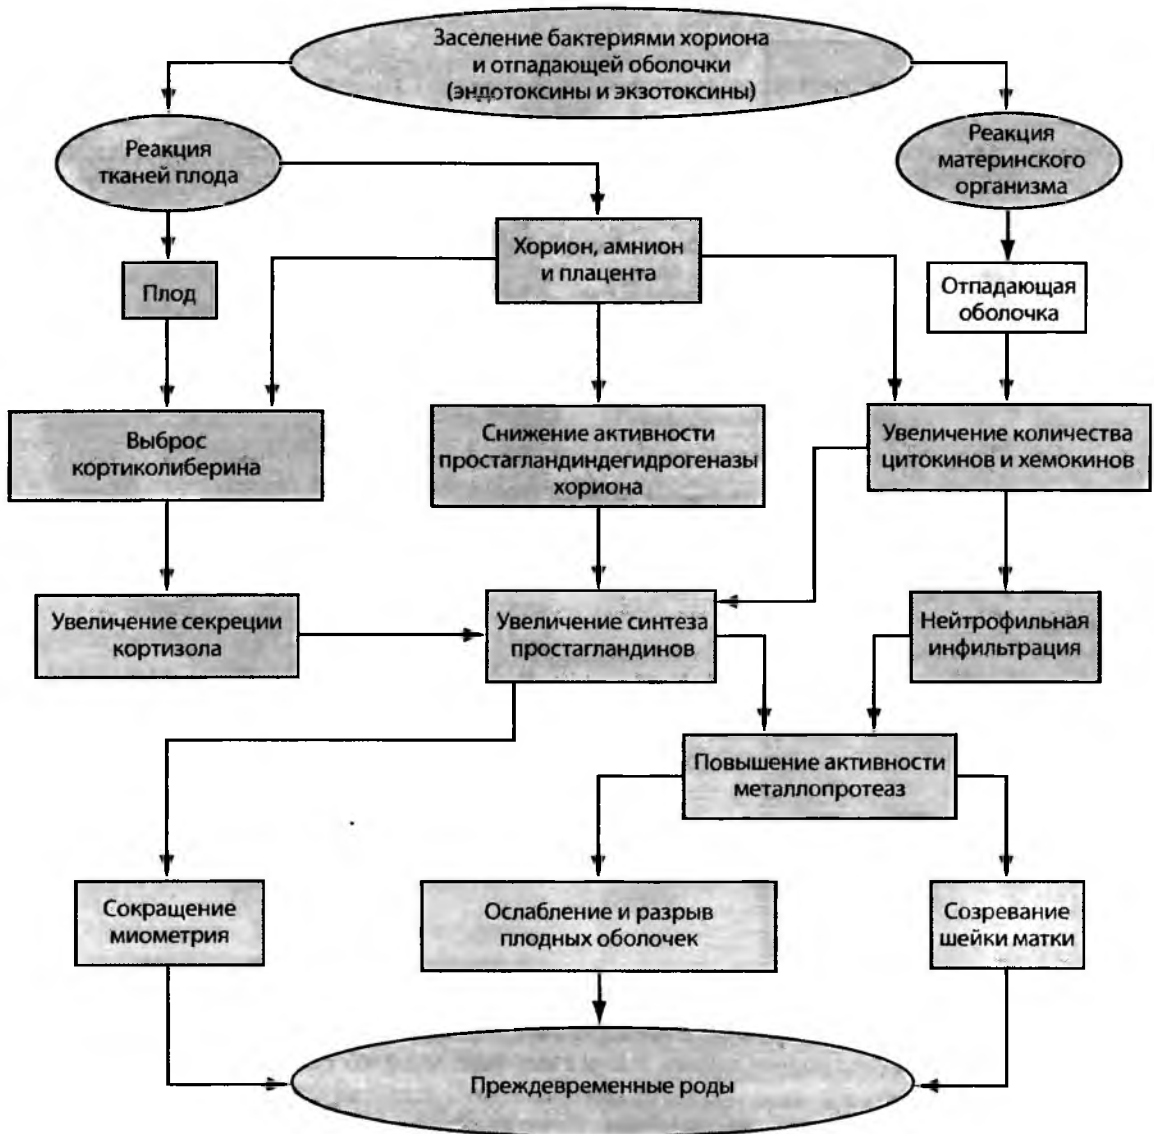 Заселение бактериями хориона
и отпадающей оболочки
(эндотоксины и экзотоксины)
Реакция
тканей плода
Реакция
материнского
организма
Хорион, амнион
и плацента
Плод
Отпадающая
оболочка
Выброс
кортиколиберина
Снижение активности
простагландиндегидрогеназы
хориона
Увеличение количества
цитокинов и хемокинов
Увеличение секреции
кортизола
Увеличение синтеза
простагландинов
Нейтрофильная
инфильтрация
Повышение активности
металлопротеаз
Сокращение
миометрия
Ослабление и разрыв
плодных оболочек
Созревание
шейки матки
Преждевременные роды